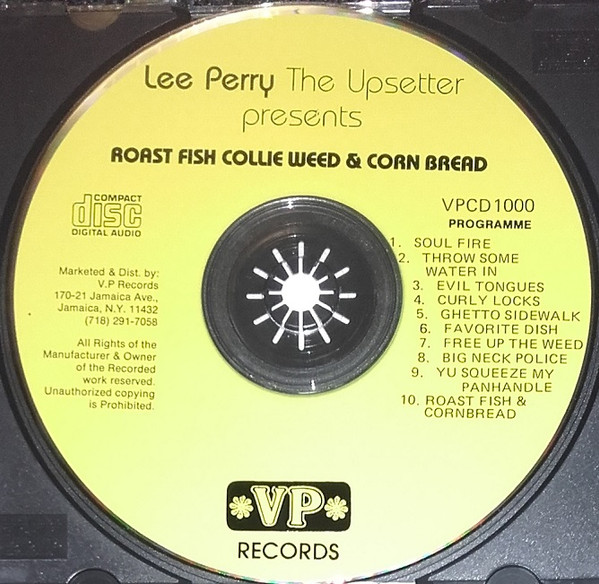 Lee Perry The Upsetter
presents
ROAST FISH COLLIE WEED & CORN BREAD
COMPACT
disc
DIGITAL AUDIO
Marketed & Dist. by:
V.P Records
170-21 Jamaica Ave.,
Jamaica, N.Y. 11432
(718) 291-7058
All Rights of the
Manufacturer & Owner
of the Recorded
work reserved.
Unauthorized copying
is Prohibited.
VPCD1000
PROGRAMME
1. SOUL FIRE
2. THROW SOME
WATER IN
3. EVIL TONGUES
4. CURLY LOCKS
5. GHETTO SIDEWALK
6. FAVORITE DISH
7. FREE UP THE WEED
8. BIG NECK POLICE
9. YU SQUEEZE MY
PANHANDLE
10. ROAST FISH &
CORNBREAD
VP
RECORDS